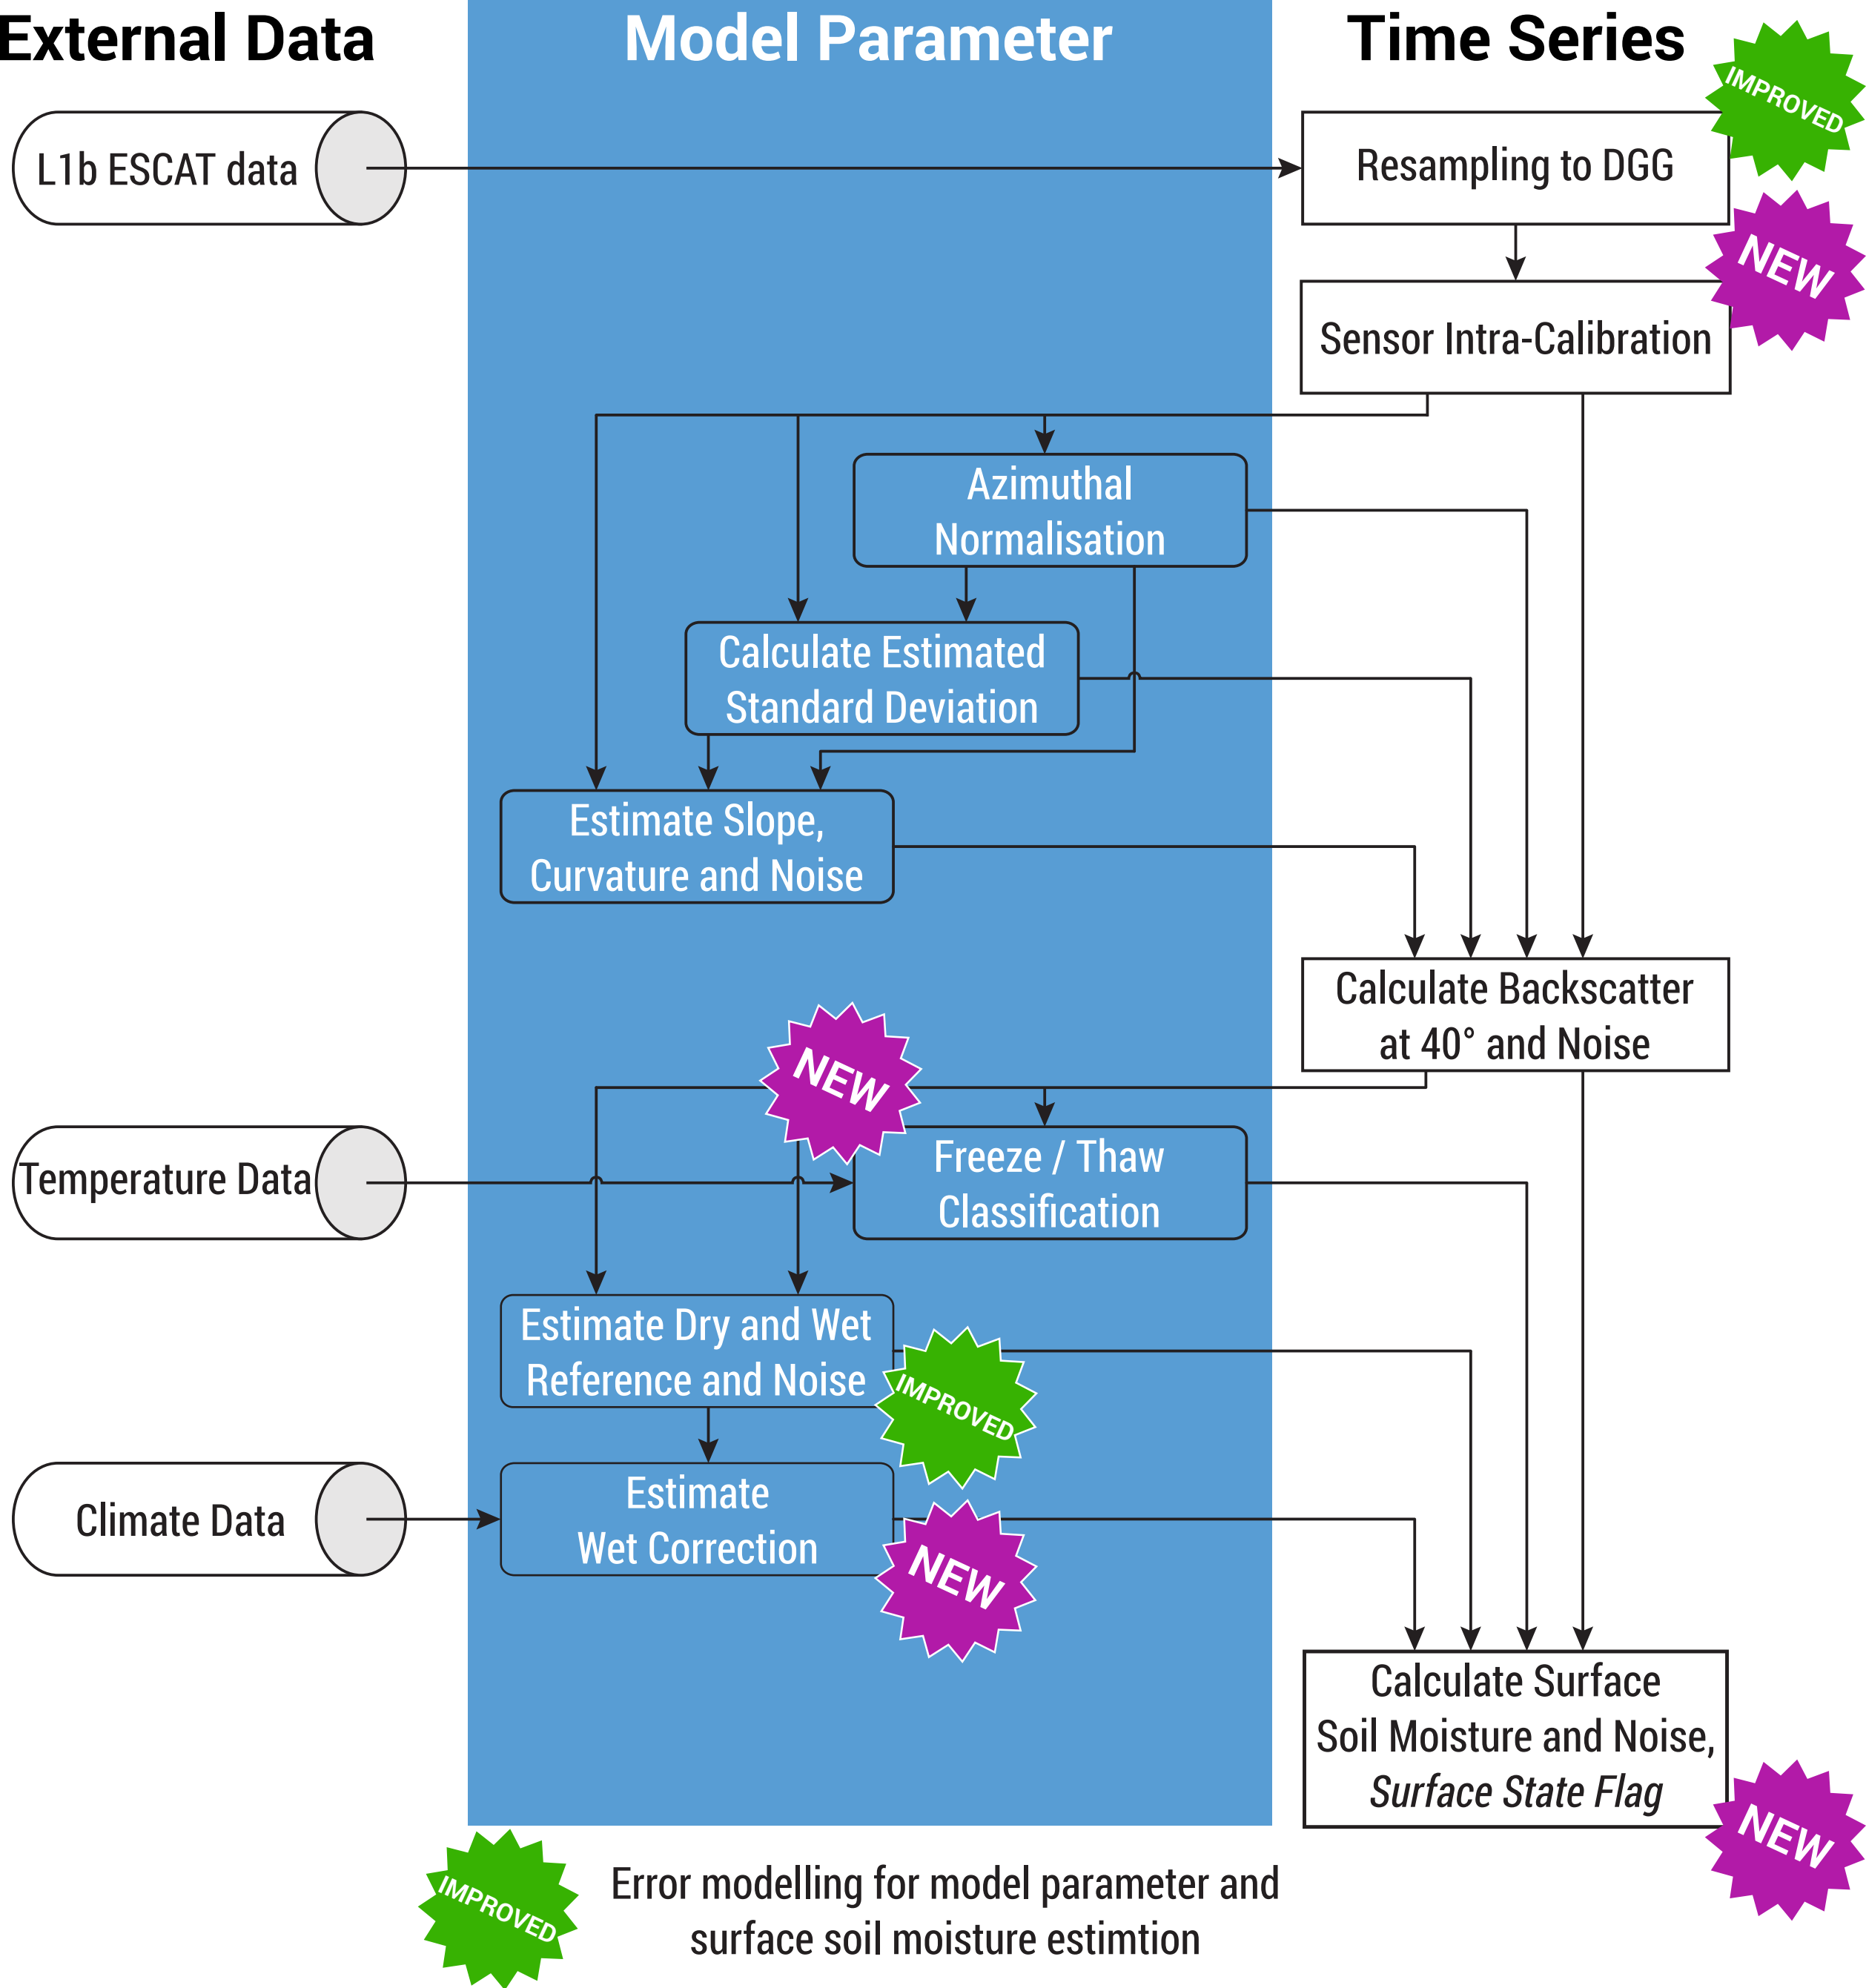 External Data
Model Parameter
Time Series
IMPROVED
L1b ESCAT data
Resampling to DGG
NEW
Sensor Intra-Calibration
Azimuthal
Normalisation
Calculate Estimated
Standard Deviation
Estimate Slope,
Curvature and Noise
Calculate Backscatter
at 40° and Noise
NEW
Temperature Data
Freeze / Thaw
Classification
Estimate Dry and Wet
Reference and Noise
IMPROVED
Climate Data
Estimate
Wet Correction
NEW
Calculate Surface
Soil Moisture and Noise,
Surface State Flag
NEW
IMPROVED
Error modelling for model parameter and
surface soil moisture estimtion